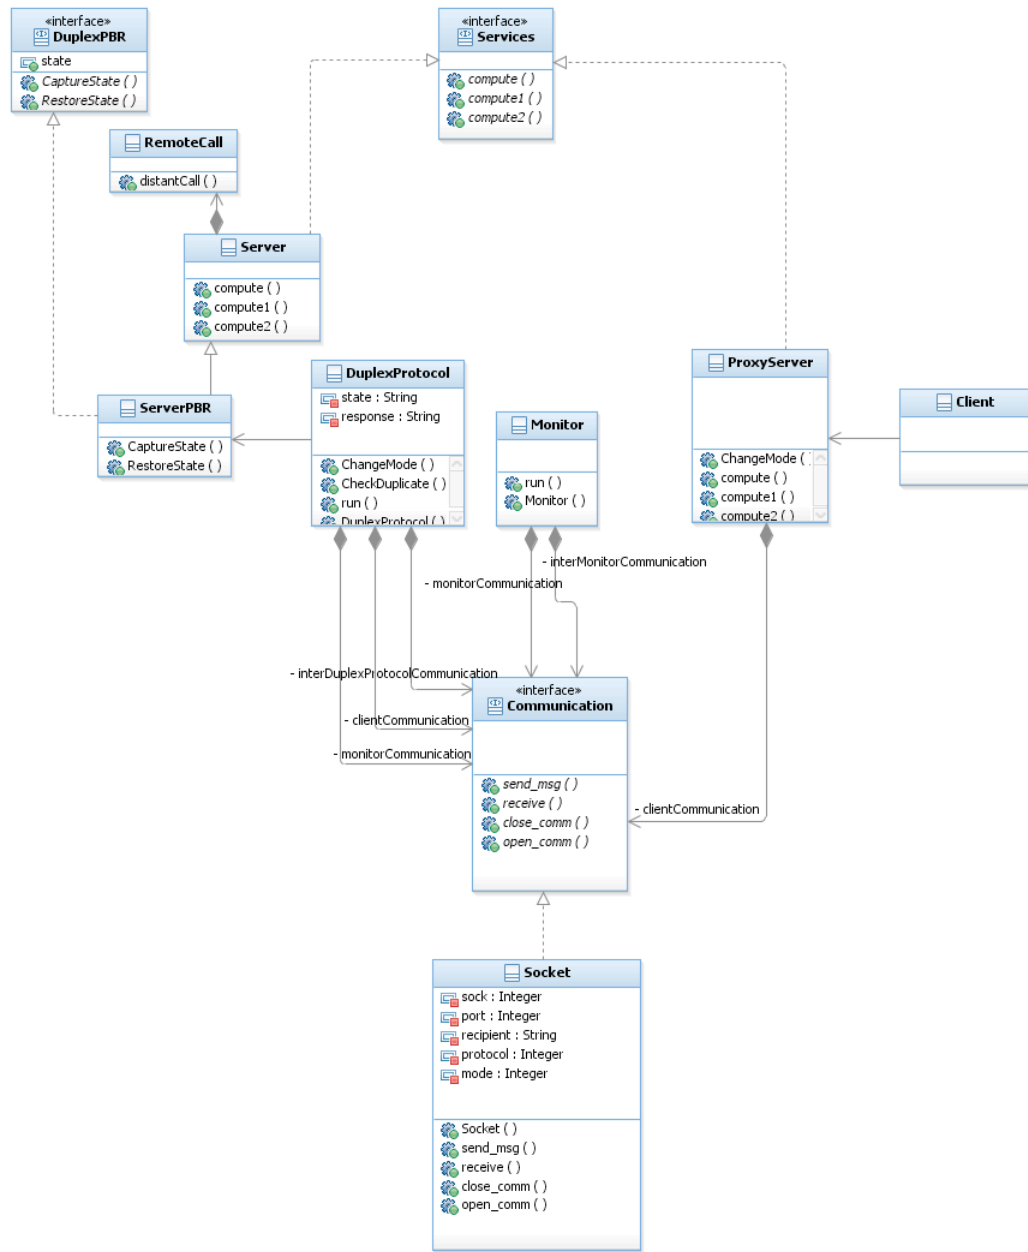 «interface»
DuplexPBR
state
CaptureState ( )
RestoreState ( )
«interface»
Services
compute ( )
compute1 ( )
compute2 ( )
RemoteCall
distantCall ( )
Server
compute ( )
compute1 ( )
compute2 ( )
ServerPBR
CaptureState ( )
RestoreState ( )
DuplexProtocol
state : String
response : String
ChangeMode ( )
CheckDuplicate ( )
run ( )
DuplexProtocol ( )
Monitor
run ( )
Monitor ( )
ProxyServer
ChangeMode (
compute ( )
compute1 ( )
compute2 ( )
Client
- interMonitorCommunication
- monitorCommunication
- interDuplexProtocolCommunication
- clientCommunication
- monitorCommunication
«interface»
Communication
send_msg ( )
receive ( )
close_comm ( )
open_comm ( )
- clientCommunication
Socket
sock : Integer
port : Integer
recipient : String
protocol : Integer
mode : Integer
Socket ( )
send_msg ( )
receive ( )
close_comm ( )
open_comm ( )